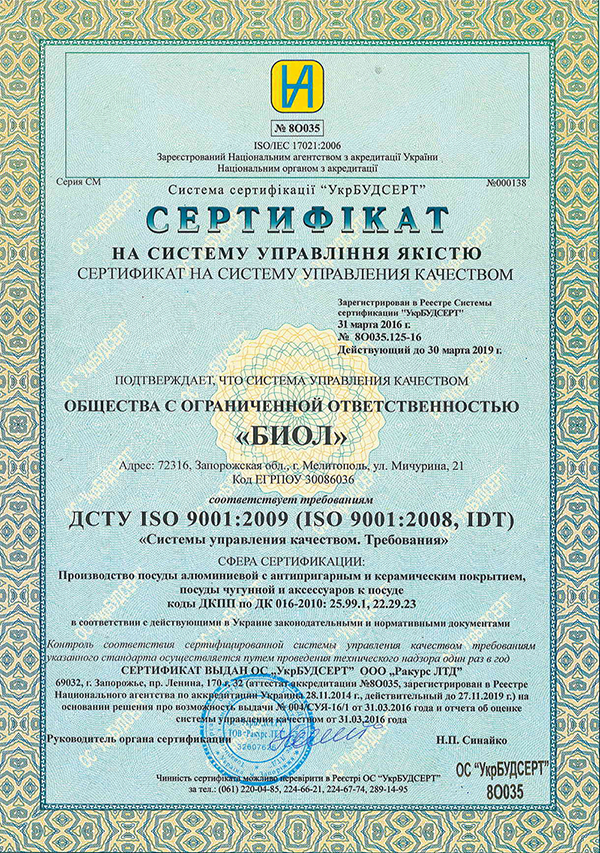 № 8О035
ISO/IEC 17021:2006
Зареєстрований Національним агентством з акредитації України
Національним органом з акредитації
Серия СМ
№000138
Система сертифікації "УкрБУДСЕРТ"
СЕРТИФІКАТ
НА СИСТЕМУ УПРАВЛІННЯ ЯКІСТЮ
СЕРТИФИКАТ НА СИСТЕМУ УПРАВЛЕНИЯ КАЧЕСТВОМ
Зарегистрирован в Реестре Системы
сертификации "УкрБУДСЕРТ"
31 марта 2016 г.
№ 8О035.125-16
Действующий до 30 марта 2019 г.
ПОДТВЕРЖДАЕТ, ЧТО СИСТЕМА УПРАВЛЕНИЯ КАЧЕСТВОМ
ОБЩЕСТВА С ОГРАНИЧЕННОЙ ОТВЕТСТВЕННОСТЬЮ
«БИОЛ»
Адрес: 72316, Запорожская обл., г. Мелитополь, ул. Мичурина, 21
Код ЕГРПОУ 30086036
соответствует требованиям
ДСТУ ISO 9001:2009 (ISO 9001:2008, IDT)
«Системы управления качеством. Требования»
СФЕРА СЕРТИФИКАЦИИ:
Производство посуды алюминиевой с антипригарным и керамическим покрытием,
посуды чугунной и аксессуаров к посуде
коды ДКПП по ДК 016-2010: 25.99.1, 22.29.23
в соответствии с действующими в Украине законодательными и нормативными документами
Контроль соответствия сертифицированной системы управления качеством требованиям
указанного стандарта осуществляется путем проведения технического надзора один раз в год
СЕРТИФИКАТ ВЫДАН ОС „УкрБУДСЕРТ" ООО „Ракурс ЛТД"
69032, г. Запорожье, пр. Ленина, 170 г, 32 (аттестат аккредитации №8О035, зарегистрирован в Реестре
Национального агентства по аккредитации Украины 28.11.2014 г., действительный до 27.11.2019 г.) на
основании решения про возможность выдачи № 004/СУЯ-16/1 от 31.03.2016 года и отчета об оценке
системы управления качеством от 31.03.2016 года
Руководитель органа сертификации
Н.П. Синайко
ТОВ "Ракурс ЛТД"
32607626
ОС "УкрБУДСЕРТ"
8О035
Чинність сертифіката можливо перевірити в Реєстрі ОС "УкрБУДСЕРТ"
за тел.: (061) 220-04-85, 224-66-21, 224-67-74, 289-14-95